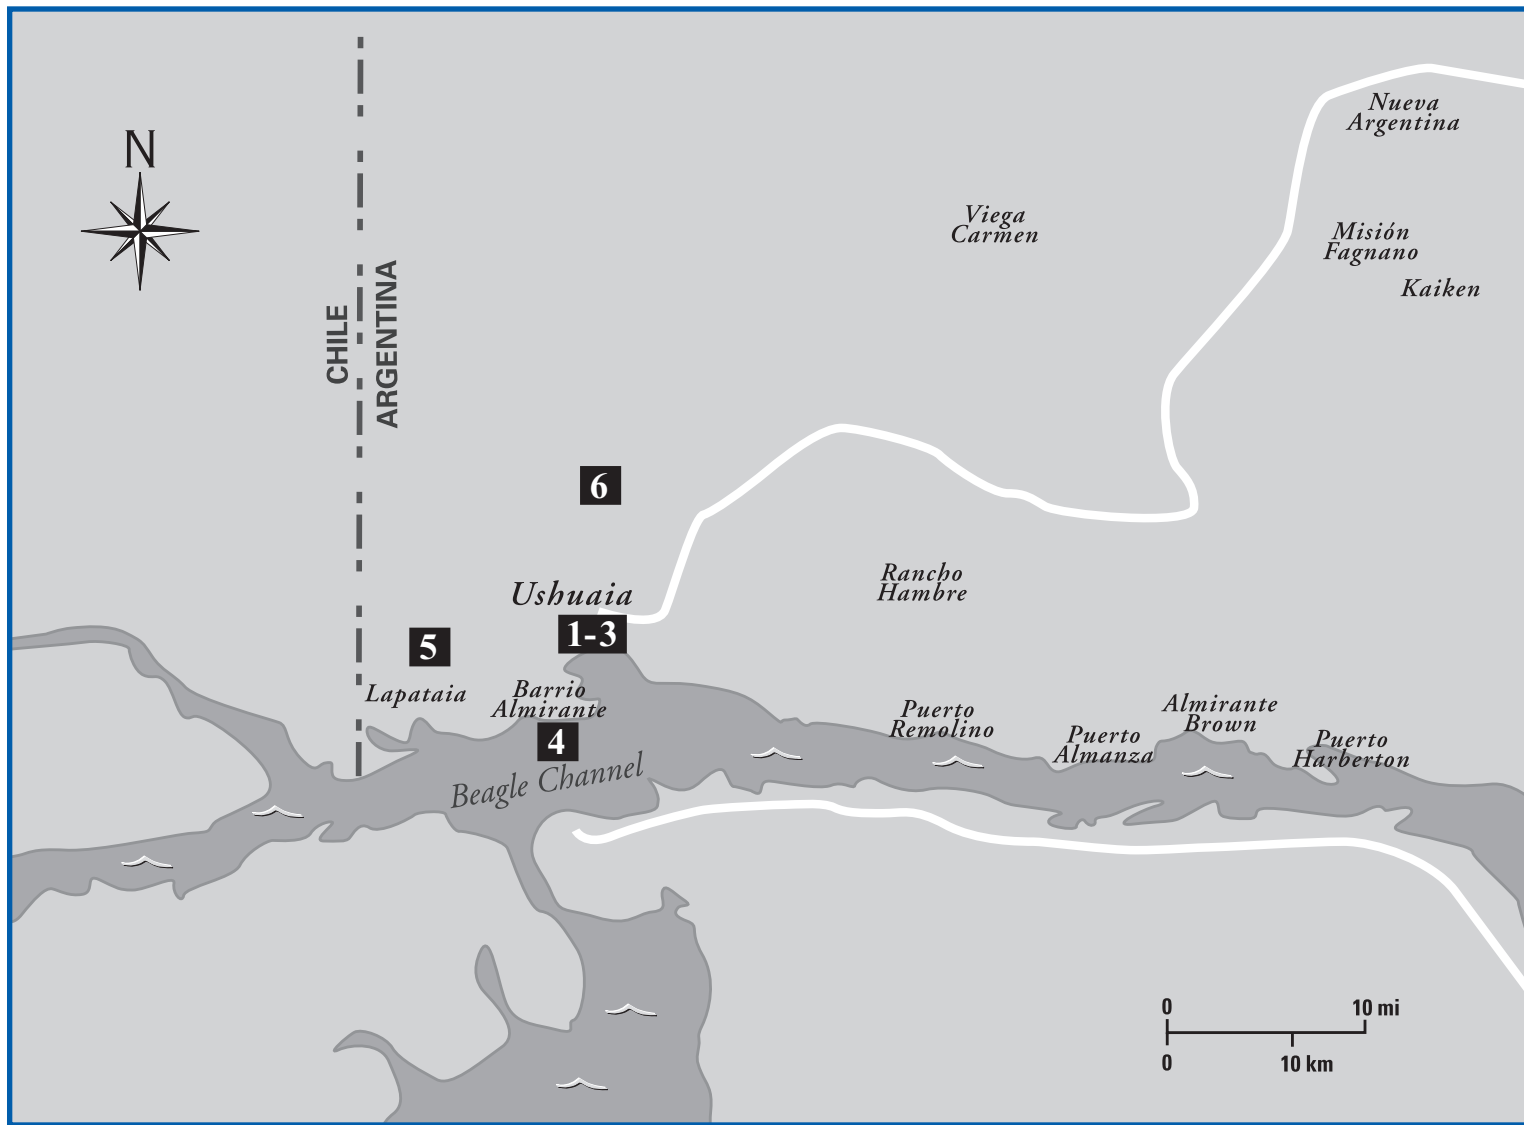 Nueva
Argentina
N
Viega
Carmen
Misión
Fagnano
Kaiken
CHILE
ARGENTINA
6
Rancho
Hambre
Ushuaia
1-3
5
Lapataia
Barrio
Almirante
4
Beagle Channel
Puerto
Remolino
Puerto
Almanza
Almirante
Brown
Puerto
Harberton
0 10 mi
0 10 km